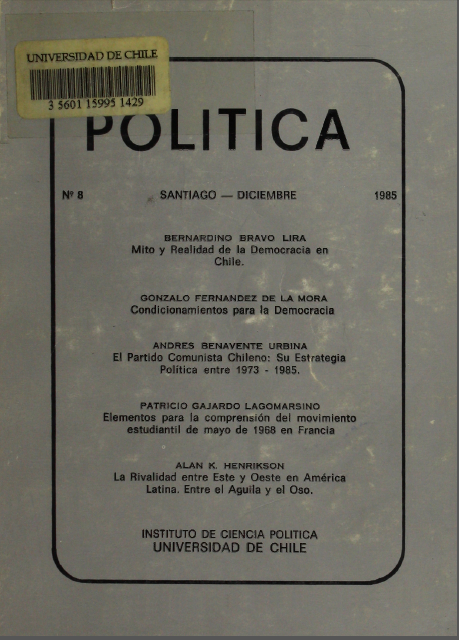 UNIVERSIDAD DE CHILE
3 5601 15995 1429
POLITICA
Nº 8 SANTIAGO — DICIEMBRE 1985
BERNARDINO BRAVO LIRA
Mito y Realidad de la Democracia en
Chile.
GONZALO FERNANDEZ DE LA MORA
Condicionamientos para la Democracia
ANDRES BENAVENTE URBINA
El Partido Comunista Chileno: Su Estrategia
Política entre 1973 - 1985.
PATRICIO GAJARDO LAGOMARSINO
Elementos para la comprensión del movimiento
estudiantil de mayo de 1968 en Francia
ALAN K. HENRIKSON
La Rivalidad entre Este y Oeste en América
Latina. Entre el Aguila y el Oso.
INSTITUTO DE CIENCIA POLITICA
UNIVERSIDAD DE CHILE